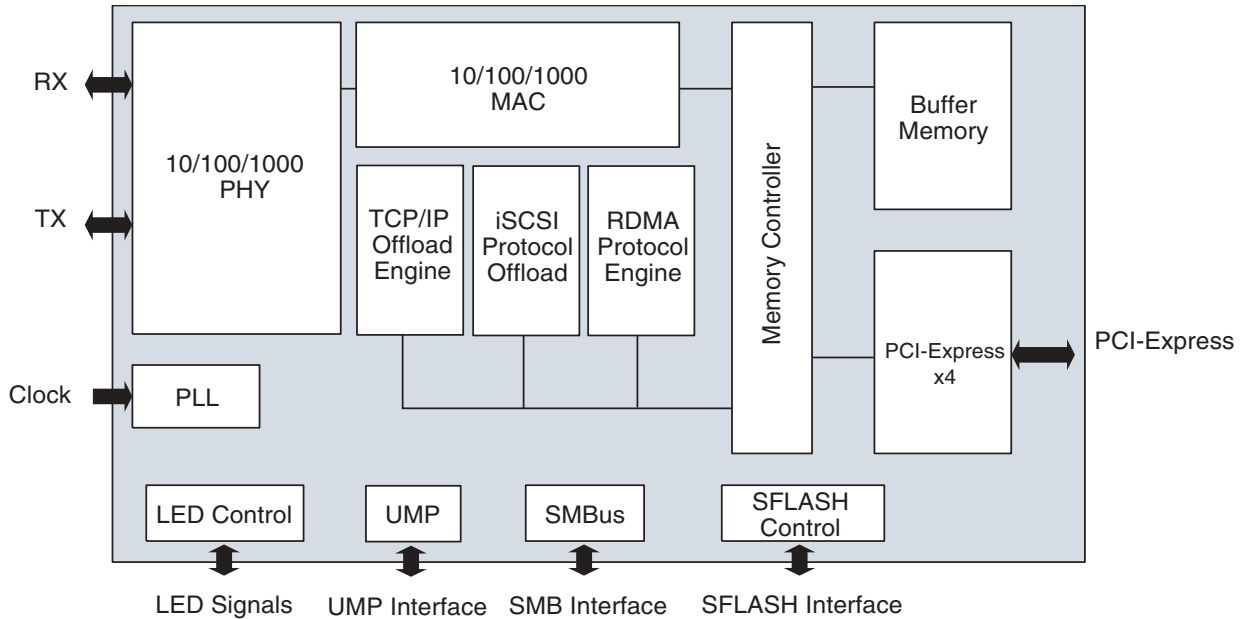 RX
TX
Clock
10/100/1000
PHY
PLL
10/100/1000
MAC
TCP/IP
Offload
Engine
iSCSI
Protocol
Offload
RDMA
Protocol
Engine
Memory Controller
Buffer
Memory
PCI-Express
x4
PCI-Express
LED Control
UMP
SMBus
SFLASH
Control
LED Signals
UMP Interface
SMB Interface
SFLASH Interface